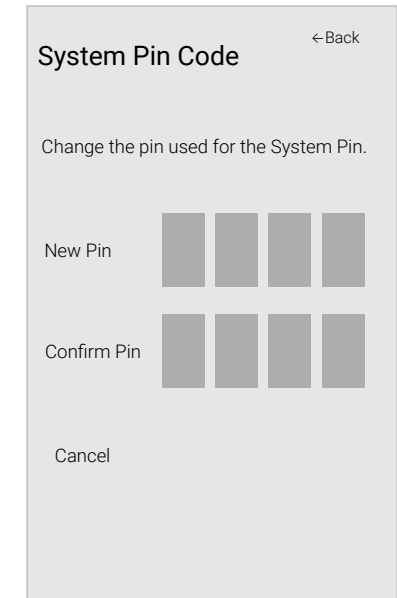 ←Back
System Pin Code
Change the pin used for the System Pin.
New Pin
Confirm Pin
Cancel